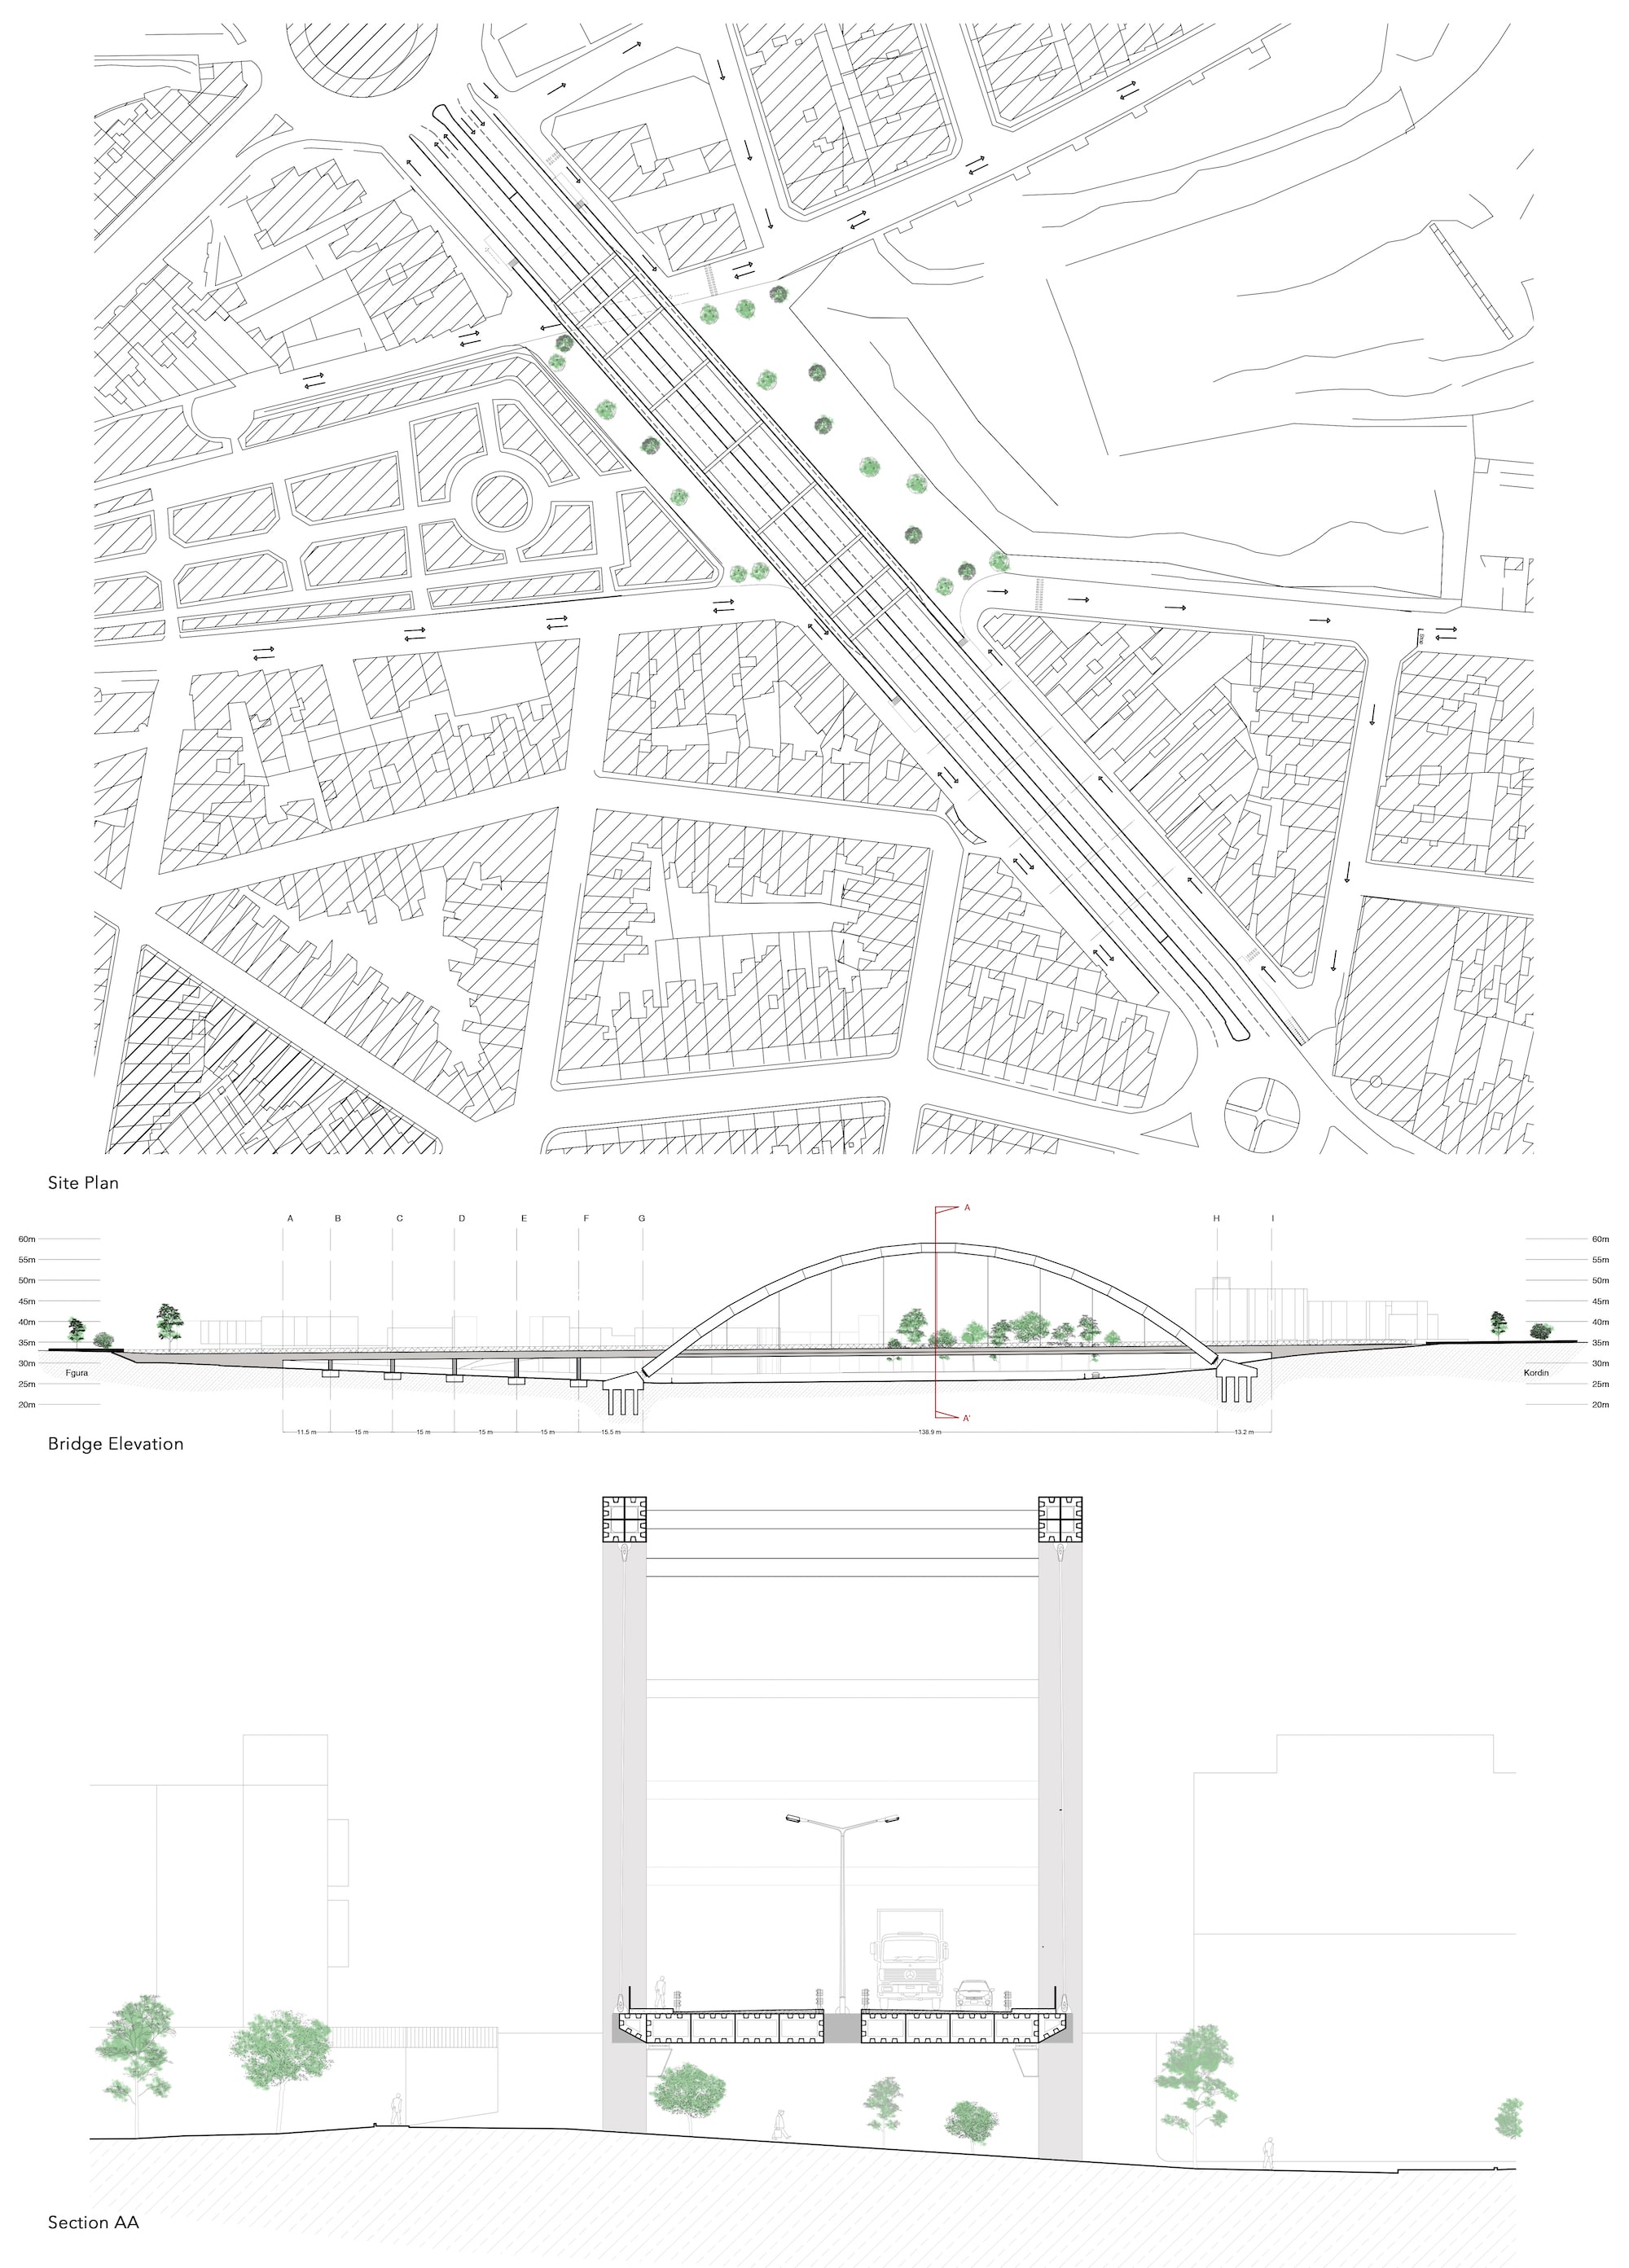 Stop
Site Plan
A
A B C D E F G H I
60m 60m
55m 55m
50m 50m
45m 45m
40m 40m
35m 35m
30m 30m
Fgura Kordin
25m 25m
20m 20m
A'
11.5 m 15 m 15 m 15 m 15 m 15.5 m 138.9 m 13.2 m
Bridge Elevation
Section AA